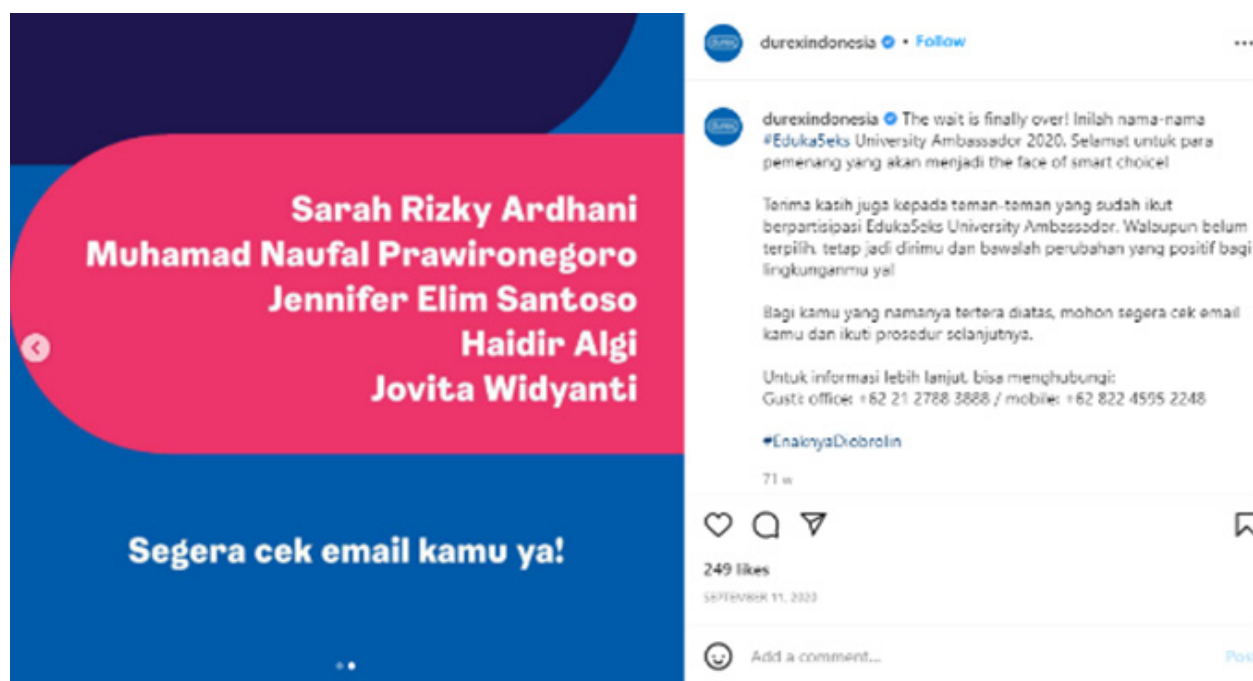 Sarah Rizky Ardhani
Muhamad Naufal Prawironegoro
Jennifer Elim Santoso
Haidir Algi
Jovita Widyanti
Segera cek email kamu ya!
durex
durexindonesia • Follow
durex
durexindonesia The wait is finally over! Inilah nama-nama
#EdukaSeks University Ambassador 2020. Selamat untuk para
pemenang yang akan menjadi the face of smart choice!
Terima kasih juga kepada teman-teman yang sudah ikut
berpartisipasi EdukaSeks University Ambassador. Walaupun belum
terpilih, tetap jadi dirimu dan bawalah perubahan yang positif bagi
lingkunganmu ya!
Bagi kamu yang namanya tertera diatas, mohon segera cek email
kamu dan ikuti prosedur selanjutnya.
Untuk informasi lebih lanjut, bisa menghubungi:
Gusti: office: +62 21 2788 3888 / mobile: +62 822 4595 2248
#EnaknyaDiobrolin
71 w
249 likes
SEPTEMBER 11, 2020
Add a comment...
Post